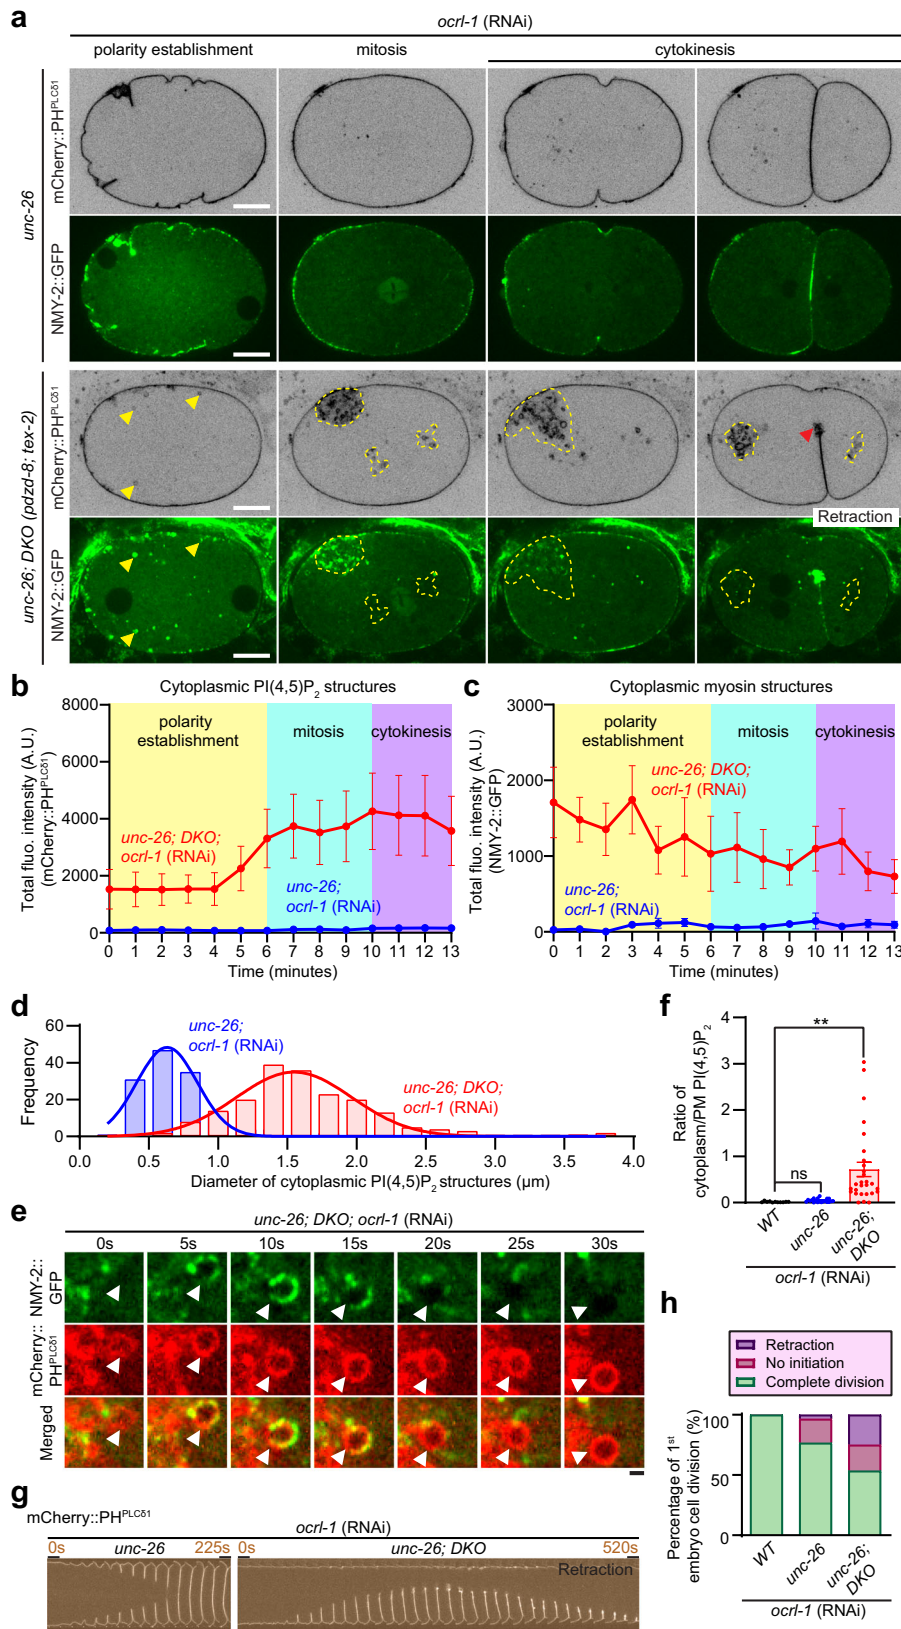 a
ocrl-1 (RNAi)
polarity establishment mitosis cytokinesis
unc-26
mCherry::PH^PLCδ1
NMY-2::GFP
unc-26; DKO (pdzd-8; tex-2)
mCherry::PH^PLCδ1
Retraction
NMY-2::GFP
b
Cytoplasmic PI(4,5)P₂ structures
Total fluo. intensity (A.U.)
(mCherry::PH^PLCδ1)
8000
6000
4000
2000
0
polarity
establishment
mitosis
cytokinesis
unc-26; DKO;
ocrl-1 (RNAi)
unc-26;
ocrl-1 (RNAi)
0 1 2 3 4 5 6 7 8 9 10 11 12 13
Time (minutes)
c
Cytoplasmic myosin structures
Total fluo. intensity (A.U.)
(NMY-2::GFP)
3000
2000
1000
0
polarity
establishment
mitosis
cytokinesis
unc-26; DKO;
ocrl-1 (RNAi)
unc-26;
ocrl-1 (RNAi)
0 1 2 3 4 5 6 7 8 9 10 11 12 13
Time (minutes)
d
Frequency
60
40
20
0
unc-26;
ocrl-1 (RNAi)
unc-26; DKO;
ocrl-1 (RNAi)
0.0 0.5 1.0 1.5 2.0 2.5 3.0 3.5 4.0
Diameter of cytoplasmic PI(4,5)P₂ structures (μm)
e
unc-26; DKO; ocrl-1 (RNAi)
0s 5s 10s 15s 20s 25s 30s
NMY-2::
GFP
mCherry::
PH^PLCδ1
Merged
f
Ratio of
cytoplasm/PM PI(4,5)P₂
4
3
2
1
0
**
ns
WT
unc-26
unc-26;
DKO
ocrl-1 (RNAi)
g
mCherry::PH^PLCδ1
ocrl-1 (RNAi)
0s unc-26 225s
0s unc-26; DKO 520s
Retraction
h
Retraction
No initiation
Complete division
Percentage of 1st
embryo cell division (%)
100
50
0
WT
unc-26
unc-26;
DKO
ocrl-1 (RNAi)